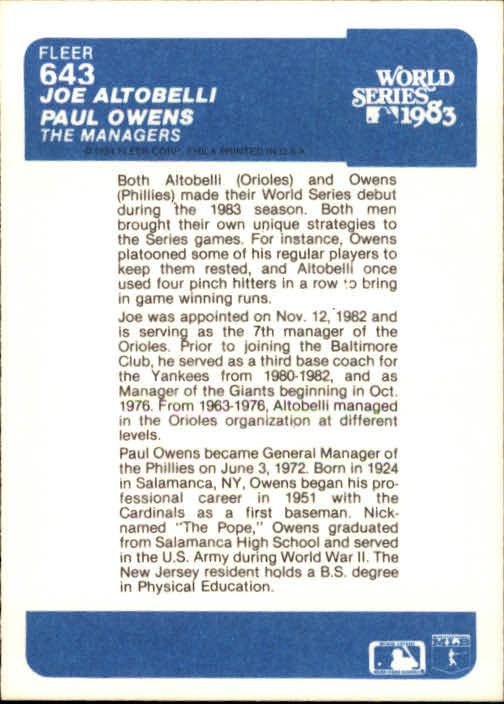 FLEER
643
JOE ALTOBELLI
PAUL OWENS
THE MANAGERS
WORLD
SERIES
1983
© 1984 FLEER CORP., PHILA. PRINTED IN U.S.A.
Both Altobelli (Orioles) and Owens
(Phillies) made their World Series debut
during the 1983 season. Both men
brought their own unique strategies to
the Series games. For instance, Owens
platooned some of his regular players to
keep them rested, and Altobelli once
used four pinch hitters in a row to bring
in game winning runs.
Joe was appointed on Nov. 12, 1982 and
is serving as the 7th manager of the
Orioles. Prior to joining the Baltimore
Club, he served as a third base coach for
the Yankees from 1980-1982, and as
Manager of the Giants beginning in Oct.
1976. From 1963-1976, Altobelli managed
in the Orioles organization at different
levels.
Paul Owens became General Manager of
the Phillies on June 3, 1972. Born in 1924
in Salamanca, NY, Owens began his pro-
fessional career in 1951 with the
Cardinals as a first baseman. Nick-
named "The Pope," Owens graduated
from Salamanca High School and served
in the U.S. Army during World War II. The
New Jersey resident holds a B.S. degree
in Physical Education.